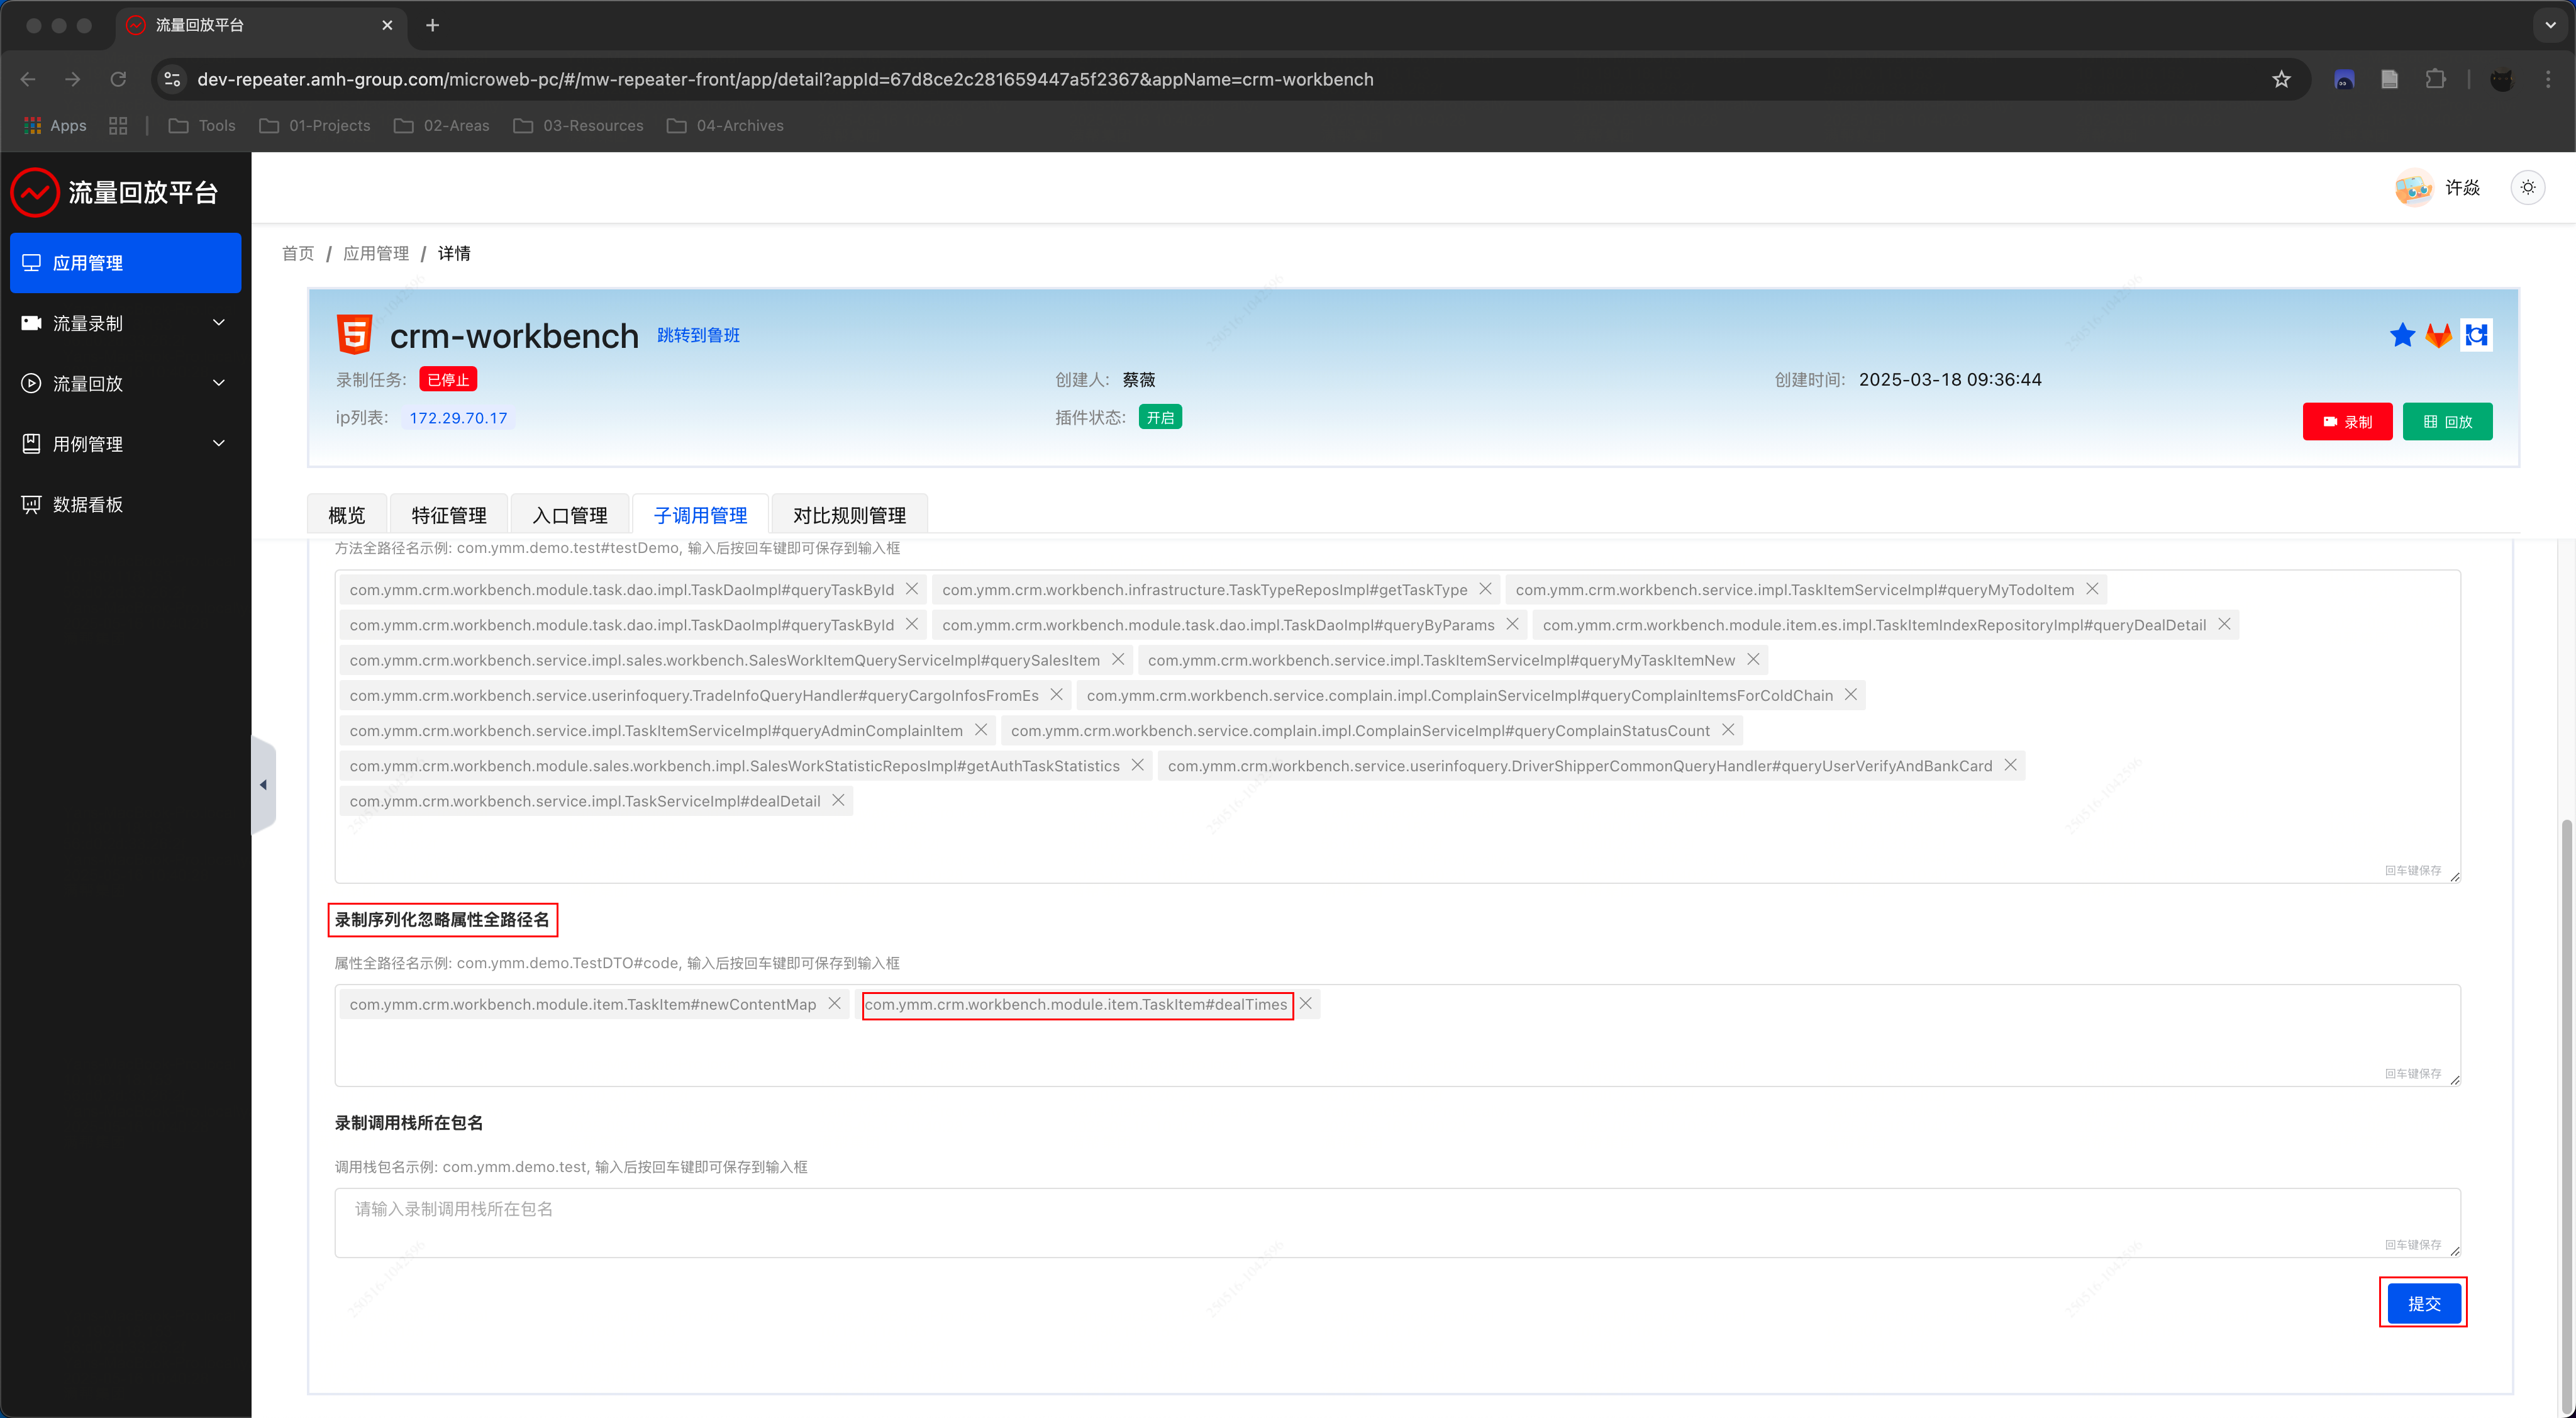 流量回放平台
dev-repeater.amh-group.com/microweb-pc/#/mw-repeater-front/app/detail?appId=67d8ce2c281659447a5f2367&appName=crm-workbench
Apps Tools 01-Projects 02-Areas 03-Resources 04-Archives
流量回放平台
许焱
应用管理
流量录制
流量回放
用例管理
数据看板
首页 / 应用管理 / 详情
crm-workbench 跳转到鲁班
录制任务: 已停止 创建人: 蔡薇 创建时间: 2025-03-18 09:36:44
ip列表: 172.29.70.17 插件状态: 开启
录制 回放
概览 特征管理 入口管理 子调用管理 对比规则管理
方法全路径名示例: com.ymm.demo.test#testDemo, 输入后按回车键即可保存到输入框
com.ymm.crm.workbench.module.task.dao.impl.TaskDaoImpl#queryTaskById com.ymm.crm.workbench.infrastructure.TaskTypeReposImpl#getTaskType com.ymm.crm.workbench.service.impl.TaskItemServiceImpl#queryMyTodoItem
com.ymm.crm.workbench.module.task.dao.impl.TaskDaoImpl#queryTaskById com.ymm.crm.workbench.module.task.dao.impl.TaskDaoImpl#queryByParams com.ymm.crm.workbench.module.item.es.impl.TaskItemIndexRepositoryImpl#queryDealDetail
com.ymm.crm.workbench.service.impl.sales.workbench.SalesWorkItemQueryServiceImpl#querySalesItem com.ymm.crm.workbench.service.impl.TaskItemServiceImpl#queryMyTaskItemNew
com.ymm.crm.workbench.service.userinfoquery.TradeInfoQueryHandler#queryCargoInfosFromEs com.ymm.crm.workbench.service.complain.impl.ComplainServiceImpl#queryComplainItemsForColdChain
com.ymm.crm.workbench.service.impl.TaskItemServiceImpl#queryAdminComplainItem com.ymm.crm.workbench.service.complain.impl.ComplainServiceImpl#queryComplainStatusCount
com.ymm.crm.workbench.module.sales.workbench.impl.SalesWorkStatisticReposImpl#getAuthTaskStatistics com.ymm.crm.workbench.service.userinfoquery.DriverShipperCommonQueryHandler#queryUserVerifyAndBankCard
com.ymm.crm.workbench.service.impl.TaskServiceImpl#dealDetail
回车键保存
录制序列化忽略属性全路径名
属性全路径名示例: com.ymm.demo.TestDTO#code, 输入后按回车键即可保存到输入框
com.ymm.crm.workbench.module.item.TaskItem#newContentMap com.ymm.crm.workbench.module.item.TaskItem#dealTimes
回车键保存
录制调用栈所在包名
调用栈包名示例: com.ymm.demo.test, 输入后按回车键即可保存到输入框
请输入录制调用栈所在包名
回车键保存
提交